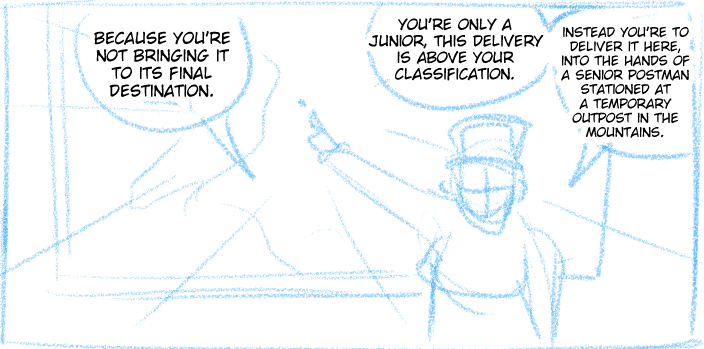 BECAUSE YOU'RE
NOT BRINGING IT
TO ITS FINAL
DESTINATION.
YOU'RE ONLY A
JUNIOR, THIS DELIVERY
IS ABOVE YOUR
CLASSIFICATION.
INSTEAD YOU'RE TO
DELIVER IT HERE,
INTO THE HANDS OF
A SENIOR POSTMAN
STATIONED AT
A TEMPORARY
OUTPOST IN THE
MOUNTAINS.